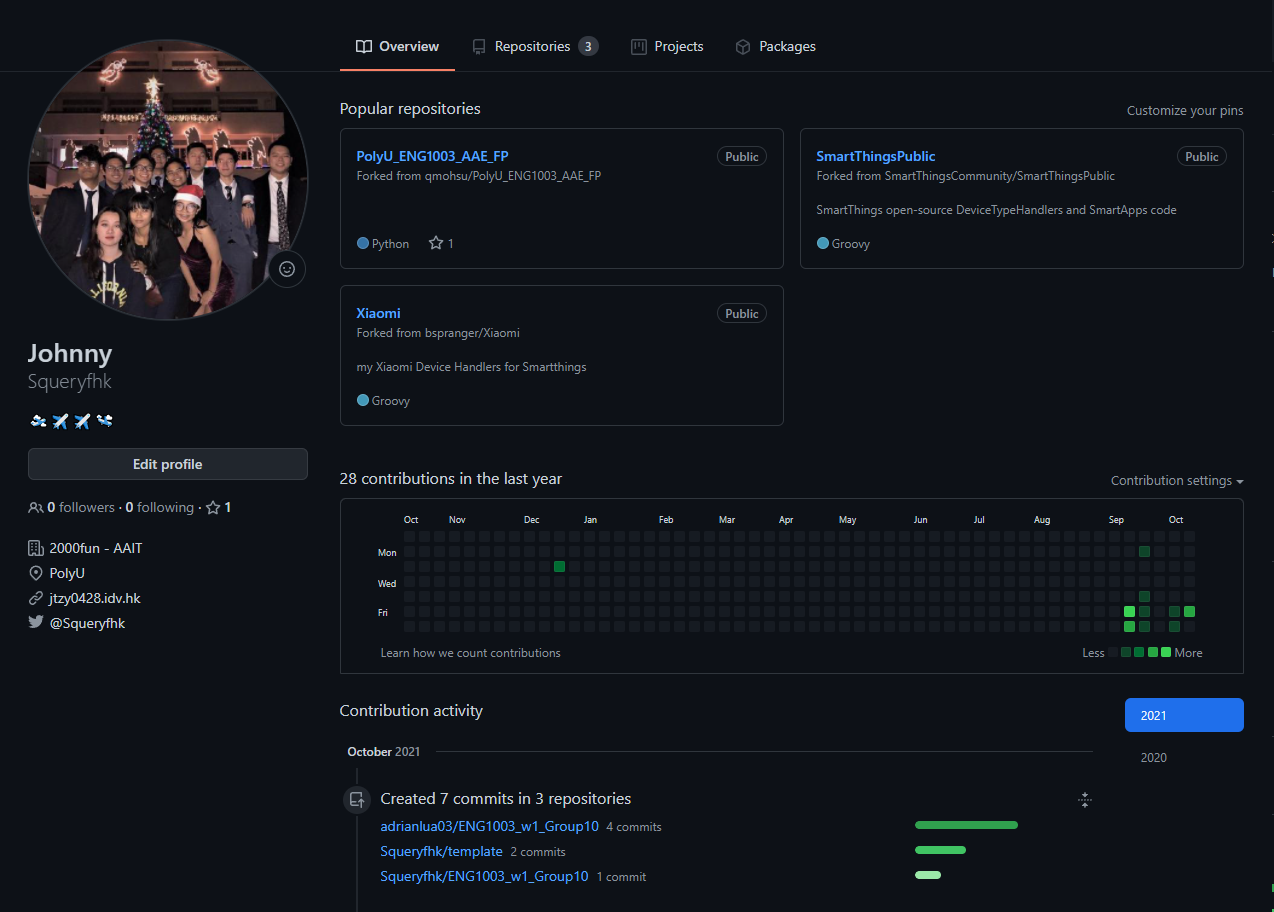 Overview
Repositories 3
Projects
Packages
CALIFORNIA
Johnny
Squeryfhk
Edit profile
0 followers · 0 following · 1
2000fun - AAIT
PolyU
jtzy0428.idv.hk
@Squeryfhk
Popular repositories
Customize your pins
PolyU_ENG1003_AAE_FP
Public
Forked from qmohsu/PolyU_ENG1003_AAE_FP
Python 1
SmartThingsPublic
Public
Forked from SmartThingsCommunity/SmartThingsPublic
SmartThings open-source DeviceTypeHandlers and SmartApps code
Groovy
Xiaomi
Public
Forked from bspranger/Xiaomi
my Xiaomi Device Handlers for Smartthings
Groovy
28 contributions in the last year
Contribution settings
Oct Nov Dec Jan Feb Mar Apr May Jun Jul Aug Sep Oct
Mon
Wed
Fri
Learn how we count contributions
Less More
Contribution activity
2021
2020
October 2021
Created 7 commits in 3 repositories
adrianlua03/ENG1003_w1_Group10 4 commits
Squeryfhk/template 2 commits
Squeryfhk/ENG1003_w1_Group10 1 commit